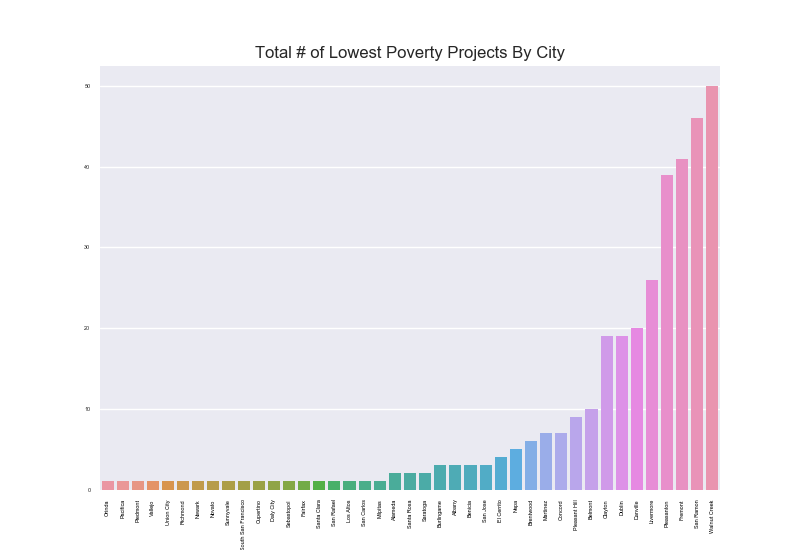 Total # of Lowest Poverty Projects By City
50
40
30
20
10
0
Orinda
Pacifica
Piedmont
Vallejo
Union City
Richmond
Newark
Novato
Sunnyvale
South San Francisco
Cupertino
Daly City
Sebastopol
Fairfax
Santa Clara
San Rafael
Los Altos
San Carlos
Milpitas
Alameda
Santa Rosa
Saratoga
Burlingame
Albany
Benicia
San Jose
El Cerrito
Napa
Brentwood
Martinez
Concord
Pleasant Hill
Belmont
Clayton
Dublin
Danville
Livermore
Pleasanton
Fremont
San Ramon
Walnut Creek